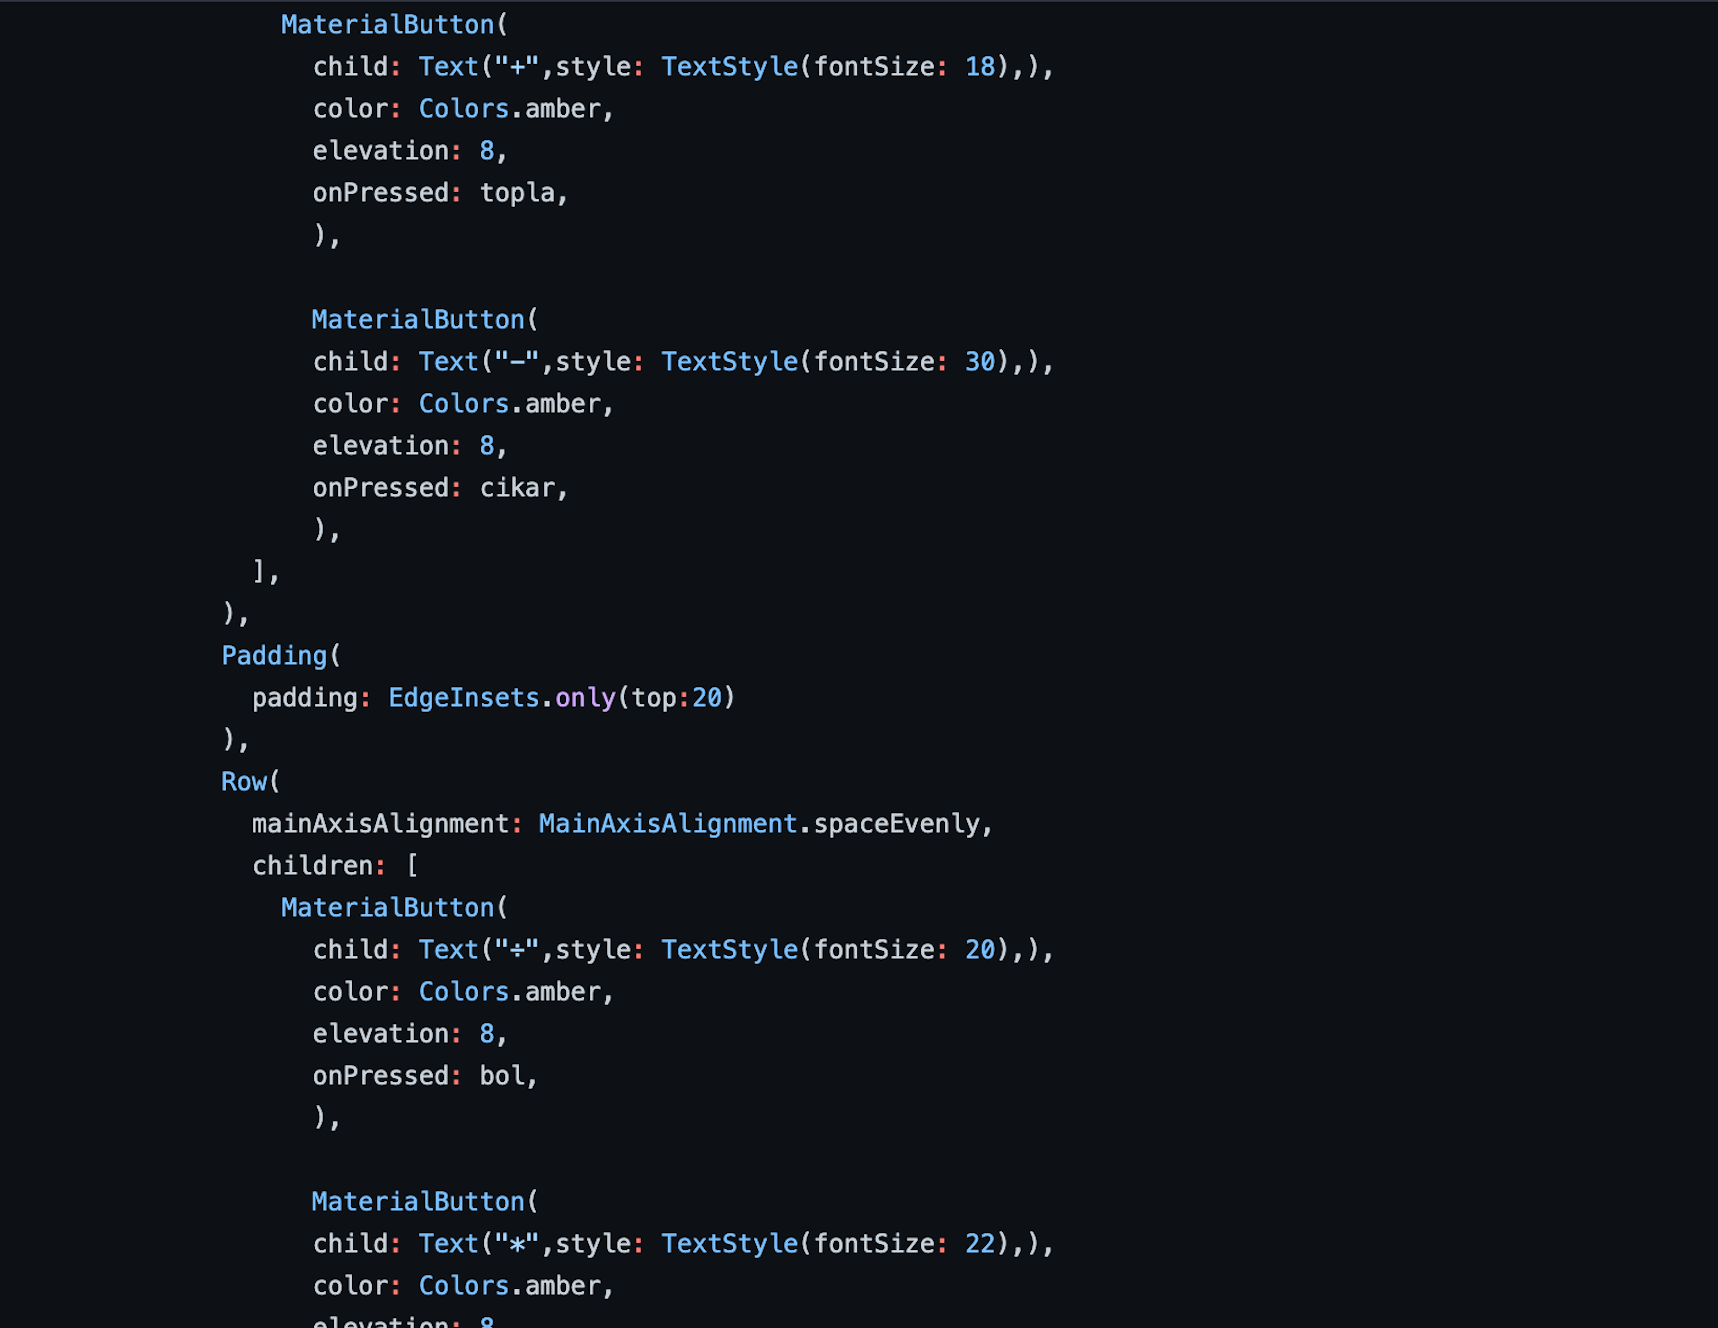 MaterialButton(
child: Text("+",style: TextStyle(fontSize: 18),),
color: Colors.amber,
elevation: 8,
onPressed: topla,
),
MaterialButton(
child: Text("-",style: TextStyle(fontSize: 30),),
color: Colors.amber,
elevation: 8,
onPressed: cikar,
),
],
),
Padding(
padding: EdgeInsets.only(top:20)
),
Row(
mainAxisAlignment: MainAxisAlignment.spaceEvenly,
children: [
MaterialButton(
child: Text("÷",style: TextStyle(fontSize: 20),),
color: Colors.amber,
elevation: 8,
onPressed: bol,
),
MaterialButton(
child: Text("*",style: TextStyle(fontSize: 22),),
color: Colors.amber,
elevation: 8